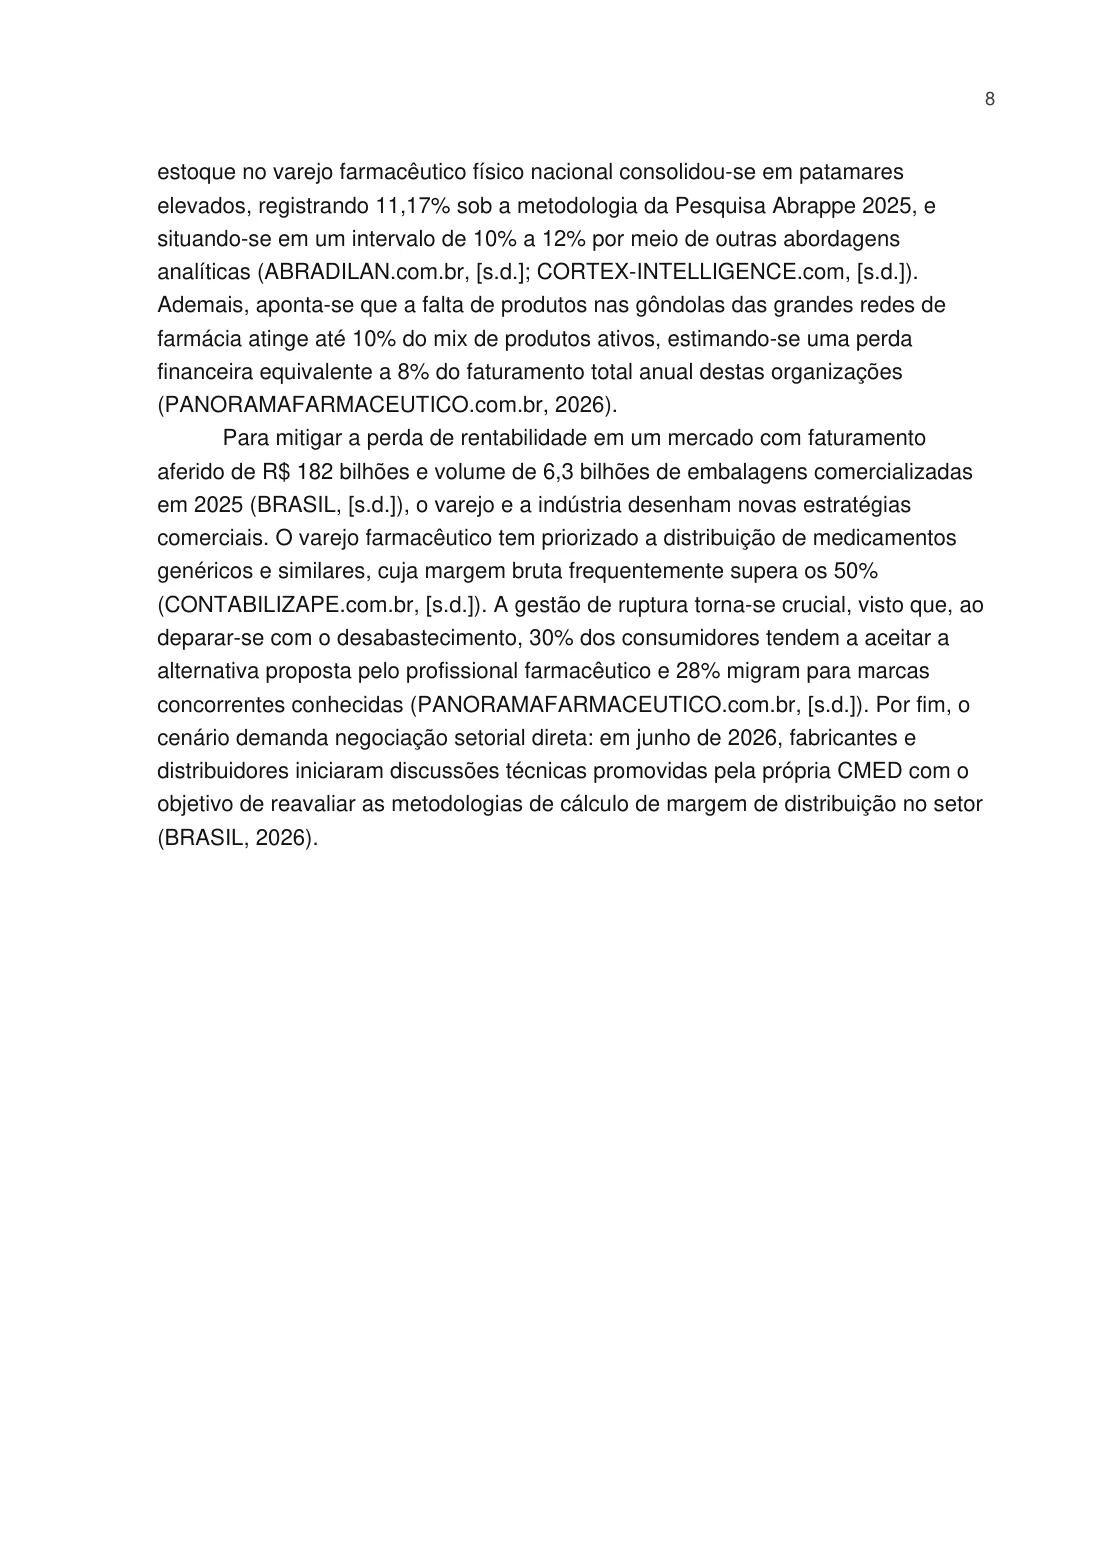 8
estoque no varejo farmacêutico físico nacional consolidou-se em patamares
elevados, registrando 11,17% sob a metodologia da Pesquisa Abrappe 2025, e
situando-se em um intervalo de 10% a 12% por meio de outras abordagens
analíticas (ABRADILAN.com.br, [s.d.]; CORTEX-INTELLIGENCE.com, [s.d.]).
Ademais, aponta-se que a falta de produtos nas gôndolas das grandes redes de
farmácia atinge até 10% do mix de produtos ativos, estimando-se uma perda
financeira equivalente a 8% do faturamento total anual destas organizações
(PANORAMAFARMACEUTICO.com.br, 2026).
Para mitigar a perda de rentabilidade em um mercado com faturamento
aferido de R$ 182 bilhões e volume de 6,3 bilhões de embalagens comercializadas
em 2025 (BRASIL, [s.d.]), o varejo e a indústria desenham novas estratégias
comerciais. O varejo farmacêutico tem priorizado a distribuição de medicamentos
genéricos e similares, cuja margem bruta frequentemente supera os 50%
(CONTABILIZAPE.com.br, [s.d.]). A gestão de ruptura torna-se crucial, visto que, ao
deparar-se com o desabastecimento, 30% dos consumidores tendem a aceitar a
alternativa proposta pelo profissional farmacêutico e 28% migram para marcas
concorrentes conhecidas (PANORAMAFARMACEUTICO.com.br, [s.d.]). Por fim, o
cenário demanda negociação setorial direta: em junho de 2026, fabricantes e
distribuidores iniciaram discussões técnicas promovidas pela própria CMED com o
objetivo de reavaliar as metodologias de cálculo de margem de distribuição no setor
(BRASIL, 2026).